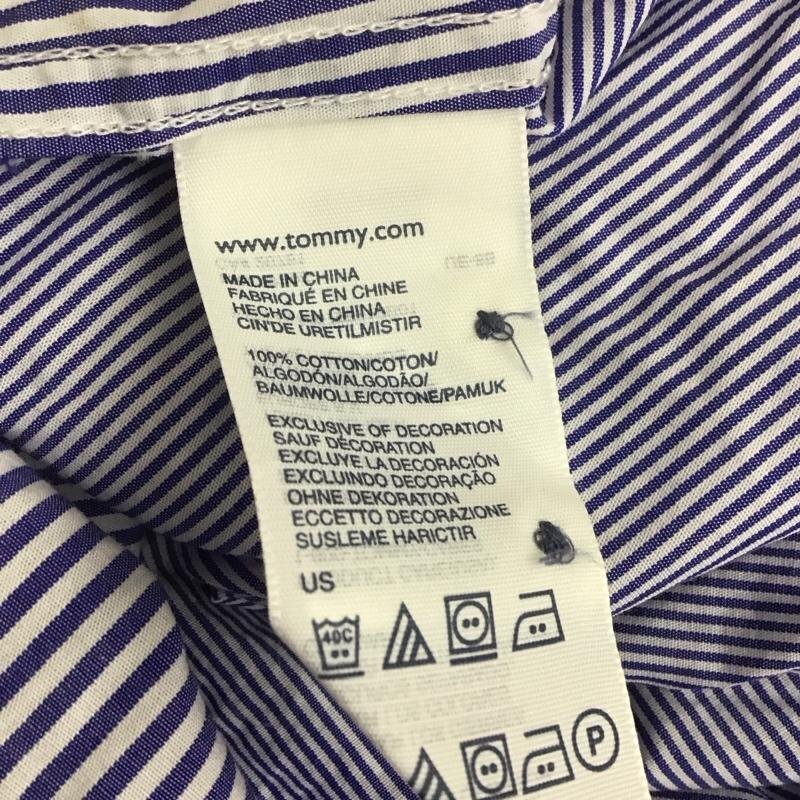 www.tommy.com
MADE IN CHINA
FABRIQUÉ EN CHINE
HECHO EN CHINA
CIN'DE URETILMISTIR
100% COTTON/COTON/
ALGODÓN/ALGODÃO/
BAUMWOLLE/COTONE/PAMUK
EXCLUSIVE OF DECORATION
SAUF DÉCORATION
EXCLUYE LA DECORACIÓN
EXCLUINDO DECORAÇÃO
OHNE DEKORATION
ECCETTO DECORAZIONE
SUSLEME HARICTIR
US
40C
P